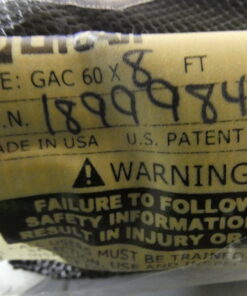 E: GAC 60 X 8 FT
.N. 1899984
ADE IN USA U.S. PATENT
⚠ WARNING
FAILURE TO FOLLOW
SAFETY INFORMATION
RESULT IN INJURY OR
MUST BE TRAINED